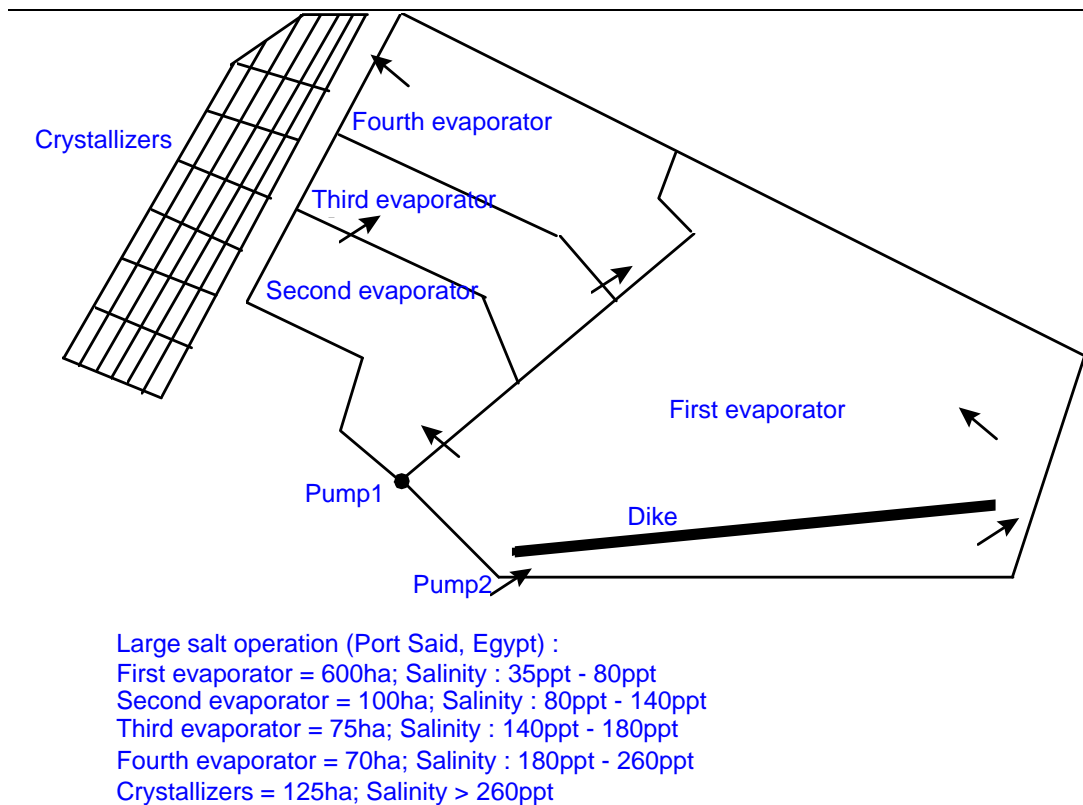 Fourth evaporator
Crystallizers
Third evaporator
Second evaporator
First evaporator
Pump1
Dike
Pump2
Large salt operation (Port Said, Egypt) :
First evaporator = 600ha; Salinity : 35ppt - 80ppt
Second evaporator = 100ha; Salinity : 80ppt - 140ppt
Third evaporator = 75ha; Salinity : 140ppt - 180ppt
Fourth evaporator = 70ha; Salinity : 180ppt - 260ppt
Crystallizers = 125ha; Salinity > 260ppt